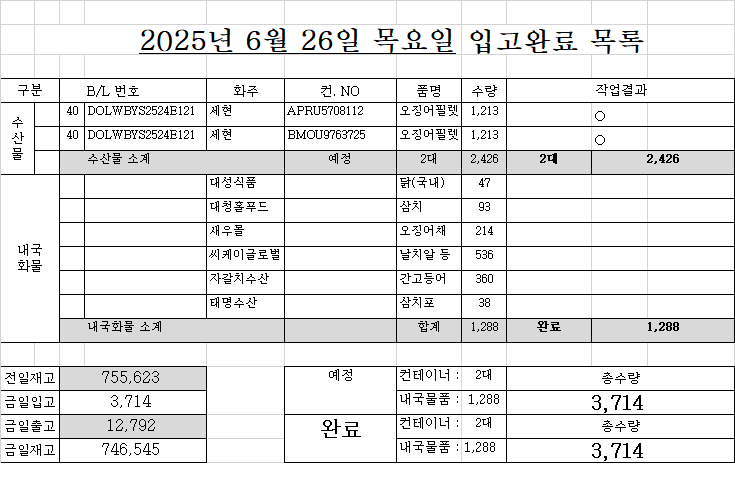 2025년 6월 26일 목요일 입고완료 목록
구분 B/L 번호 화주 컨. NO 품명 수량 작업결과
수산물 40 DOLWBYS2524E121 세현 APRU5708112 오징어필렛 1,213 ○
40 DOLWBYS2524E121 세현 BMOU9763725 오징어필렛 1,213 ○
수산물 소계 예정 2대 2,426 2대 2,426
내국화물 대성식품 닭(국내) 47
대청홀푸드 삼치 93
새우몰 오징어채 214
씨케이글로벌 날치알 등 536
자갈치수산 간고등어 360
태명수산 삼치포 38
내국화물 소계 합계 1,288 완료 1,288
전일재고 755,623 예정 컨테이너 : 2대 총수량
금일입고 3,714 내국물품 : 1,288 3,714
금일출고 12,792 완료 컨테이너 : 2대 총수량
금일재고 746,545 내국물품 : 1,288 3,714